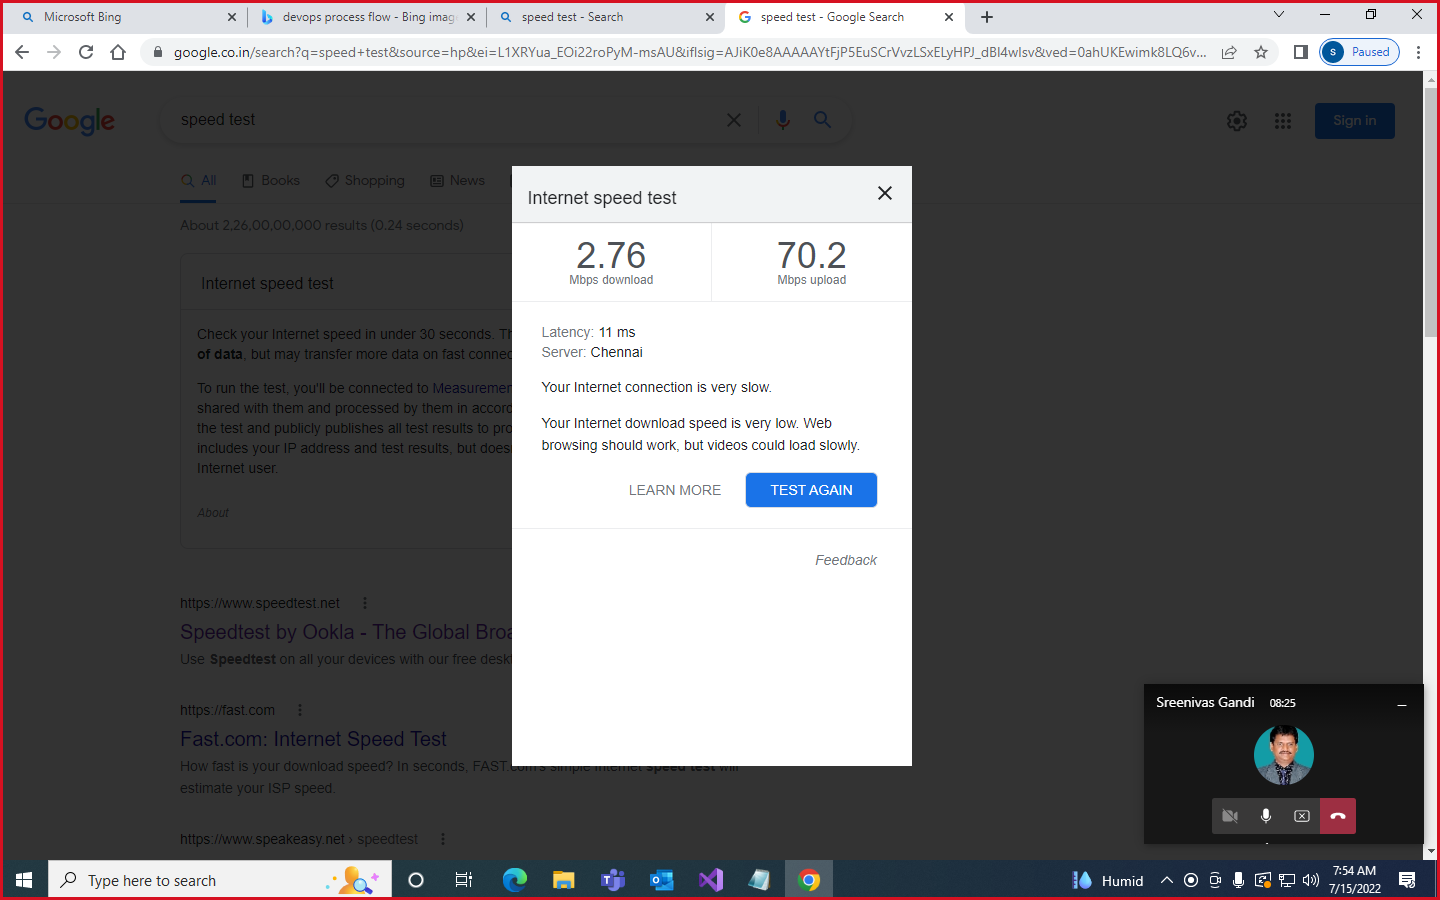 Microsoft Bing
devops process flow - Bing imag
speed test - Search
speed test - Google Search
google.co.in/search?q=speed+test&source=hp&ei=L1XRYua_EOi22roPyM-msAU&iflsig=AJiK0e8AAAAAYtFjP5EuSCrVvzLSxELyHPJ_dBI4wIsv&ved=0ahUKEwimk8LQ6v...
S
Paused
Google
speed test
Sign in
All
Books
Shopping
News
About 2,26,00,00,000 results (0.24 seconds)
Internet speed test
Check your Internet speed in under 30 seconds. Th
of data, but may transfer more data on fast connec
To run the test, you'll be connected to Measuremen
shared with them and processed by them in accord
the test and publicly publishes all test results to pro
includes your IP address and test results, but does
Internet user.
About
Internet speed test
2.76
Mbps download
70.2
Mbps upload
Latency: 11 ms
Server: Chennai
Your Internet connection is very slow.
Your Internet download speed is very low. Web
browsing should work, but videos could load slowly.
LEARN MORE
TEST AGAIN
Feedback
https://www.speedtest.net
Speedtest by Ookla - The Global Broa
Use Speedtest on all your devices with our free deskt
https://fast.com
Fast.com: Internet Speed Test
How fast is your download speed? In seconds, FAST.com's simple Internet speed test will
estimate your ISP speed.
https://www.speakeasy.net › speedtest
Sreenivas Gandi 08:25
Type here to search
Humid
7:54 AM
7/15/2022